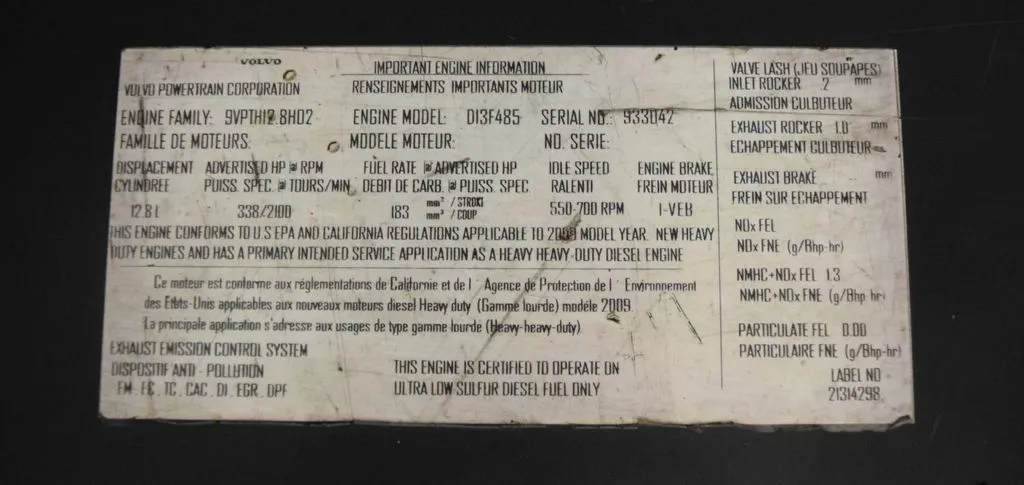 VOLVO
VOLVO POWERTRAIN CORPORATION
IMPORTANT ENGINE INFORMATION
RENSEIGNEMENTS IMPORTANTS MOTEUR
ENGINE FAMILY: 9VPTH12.8H02 ENGINE MODEL: D13F485 SERIAL NO.: 933042
FAMILLE DE MOTEURS: MODELE MOTEUR: NO. SERIE:
DISPLACEMENT ADVERTISED HP @ RPM FUEL RATE @ ADVERTISED HP IDLE SPEED ENGINE BRAKE
CYLINDREE PUISS. SPEC. @ TOURS/MIN. DEBIT DE CARB. @ PUISS. SPEC RALENTI FREIN MOTEUR
12.8 L 338/2100 183 mm³ / STROKE 550-700 RPM I-VEB
mm³ / COUP
THIS ENGINE CONFORMS TO U.S EPA AND CALIFORNIA REGULATIONS APPLICABLE TO 2009 MODEL YEAR. NEW HEAVY
DUTY ENGINES AND HAS A PRIMARY INTENDED SERVICE APPLICATION AS A HEAVY HEAVY-DUTY DIESEL ENGINE
Ce moteur est conforme aux réglementations de Californie et de l ' Agence de Protection de l ' Environnement
des États-Unis applicables aux nouveaux moteurs diesel Heavy duty (Gamme lourde) modéle 2009.
La principale application s'adresse aux usages de type gamme lourde (Heavy-heavy-duty)
EXHAUST EMISSION CONTROL SYSTEM
DISPOSITIF ANTI - POLLUTION
EM . EC . TC , CAC , DI , EGR , DPF
THIS ENGINE IS CERTIFIED TO OPERATE ON
ULTRA LOW SULFUR DIESEL FUEL ONLY
VALVE LASH (JEU SOUPAPES)
INLET ROCKER .2 mm
ADMISSION CULBUTEUR
EXHAUST ROCKER 1.0 mm
ECHAPPEMENT CULBUTEUR
EXHAUST BRAKE mm
FREIN SUR ECHAPPEMENT
NOx FEL
NOx FNE (g/Bhp-hr)
NMHC+NOx FEL 1.3
NMHC+NOx FNE (g/Bhp hr)
PARTICULATE FEL 0.00
PARTICULAIRE FNE (g/Bhp-hr)
LABEL NO
21314298